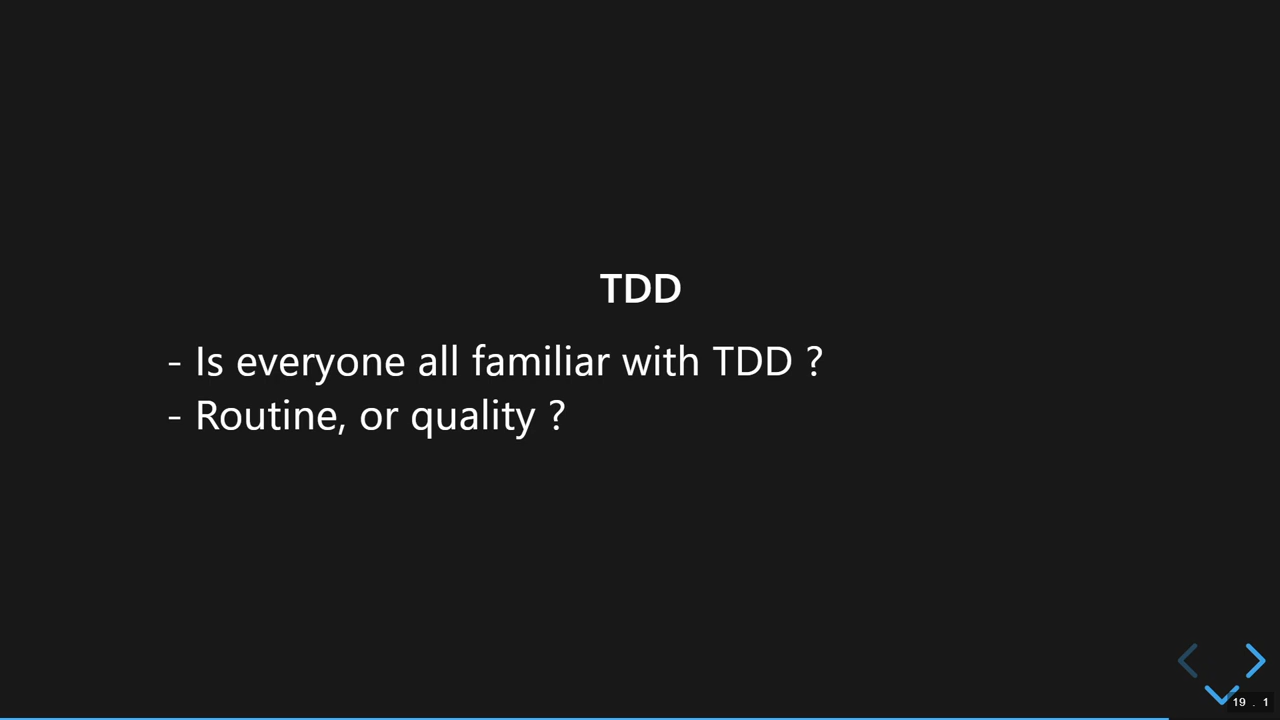 TDD
- Is everyone all familiar with TDD ?
- Routine, or quality ?
19 . 1